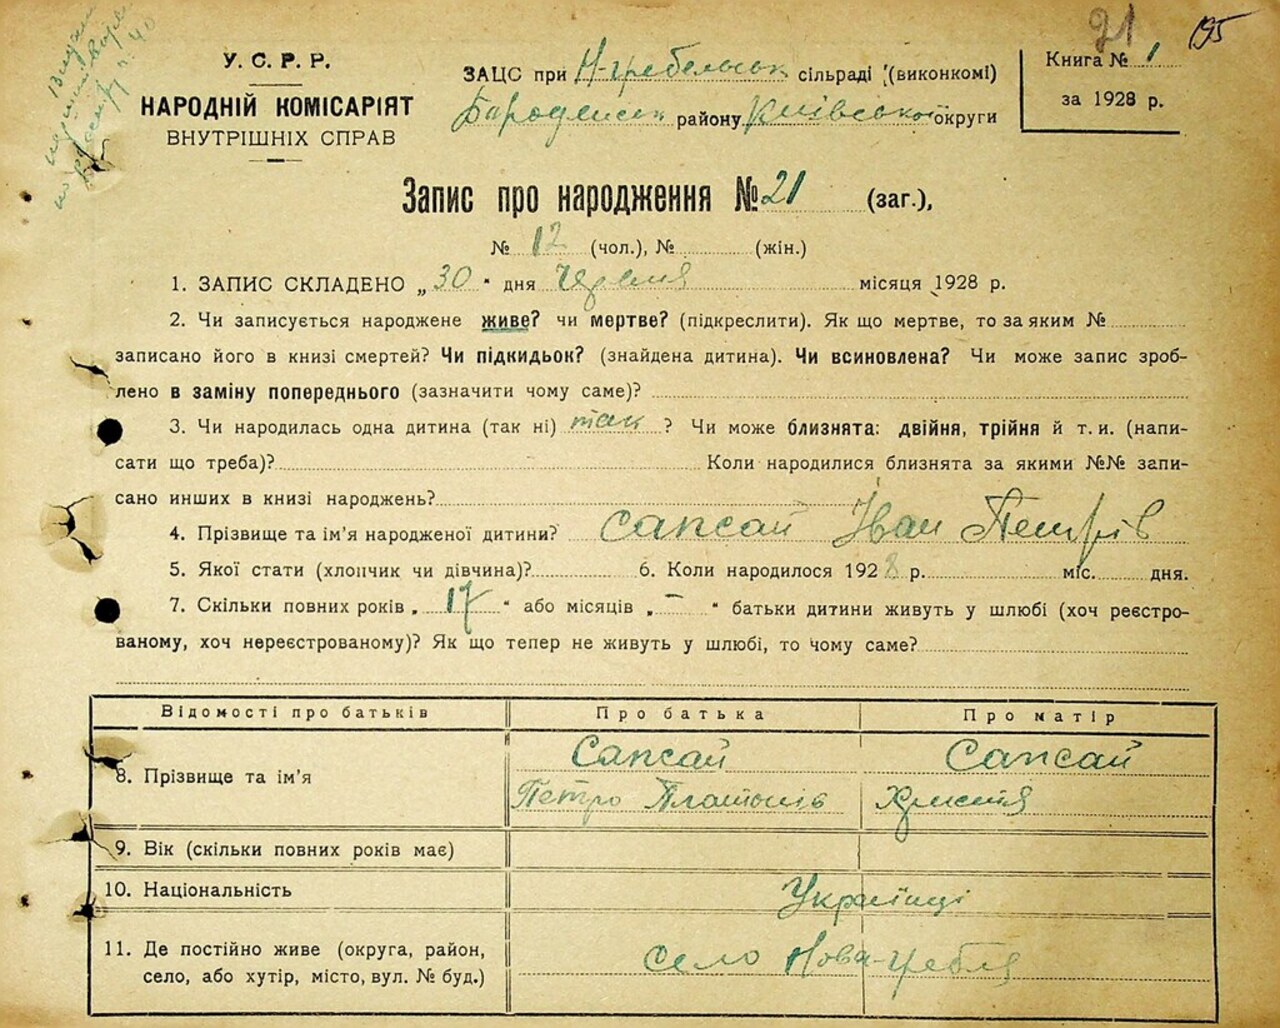 21 195
У. С. Р. Р.
НАРОДНІЙ КОМІСАРІЯТ
ВНУТРІШНІХ СПРАВ
ЗАЦС при Н-гребельськ сільраді (виконкомі)
району Київської округи
Книга № 1
за 1928 р.
Запис про народження № 21 (заг.),
№ 12 (чол.), № (жін.)
1. ЗАПИС СКЛАДЕНО „30" дня Червня місяця 1928 р.
2. Чи записується народжене живе? чи мертве? (підкреслити). Як що мертве, то за яким №
записано його в книзі смертей? Чи підкидьок? (знайдена дитина). Чи всиновлена? Чи може запис зроб-
лено в заміну попереднього (зазначити чому саме)?
3. Чи народилась одна дитина (так ні) так ? Чи може близнята: двійня, трійня й т. и. (напи-
сати що треба)? Коли народилися близнята за якими №№ запи-
сано инших в книзі народжень?
4. Прізвище та ім'я народженої дитини? Сапсай Іван Петрів
5. Якої стати (хлопчик чи дівчина)? 6. Коли народилося 1928 р. міс. дня.
7. Скільки повних років „ 17 " або місяців „ – " батьки дитини живуть у шлюбі (хоч реєстро-
ваному, хоч нереєстрованому)? Як що тепер не живуть у шлюбі, то чому саме?
Відомості про батьків Про батька Про матір
8. Прізвище та ім'я Сапсай Петро Платонів Сапсай Христя
9. Вік (скільки повних років має)
10. Національність Українці
11. Де постійно живе (округа, район,
село, або хутір, місто, вул. № буд.) Село Нова-Гребля